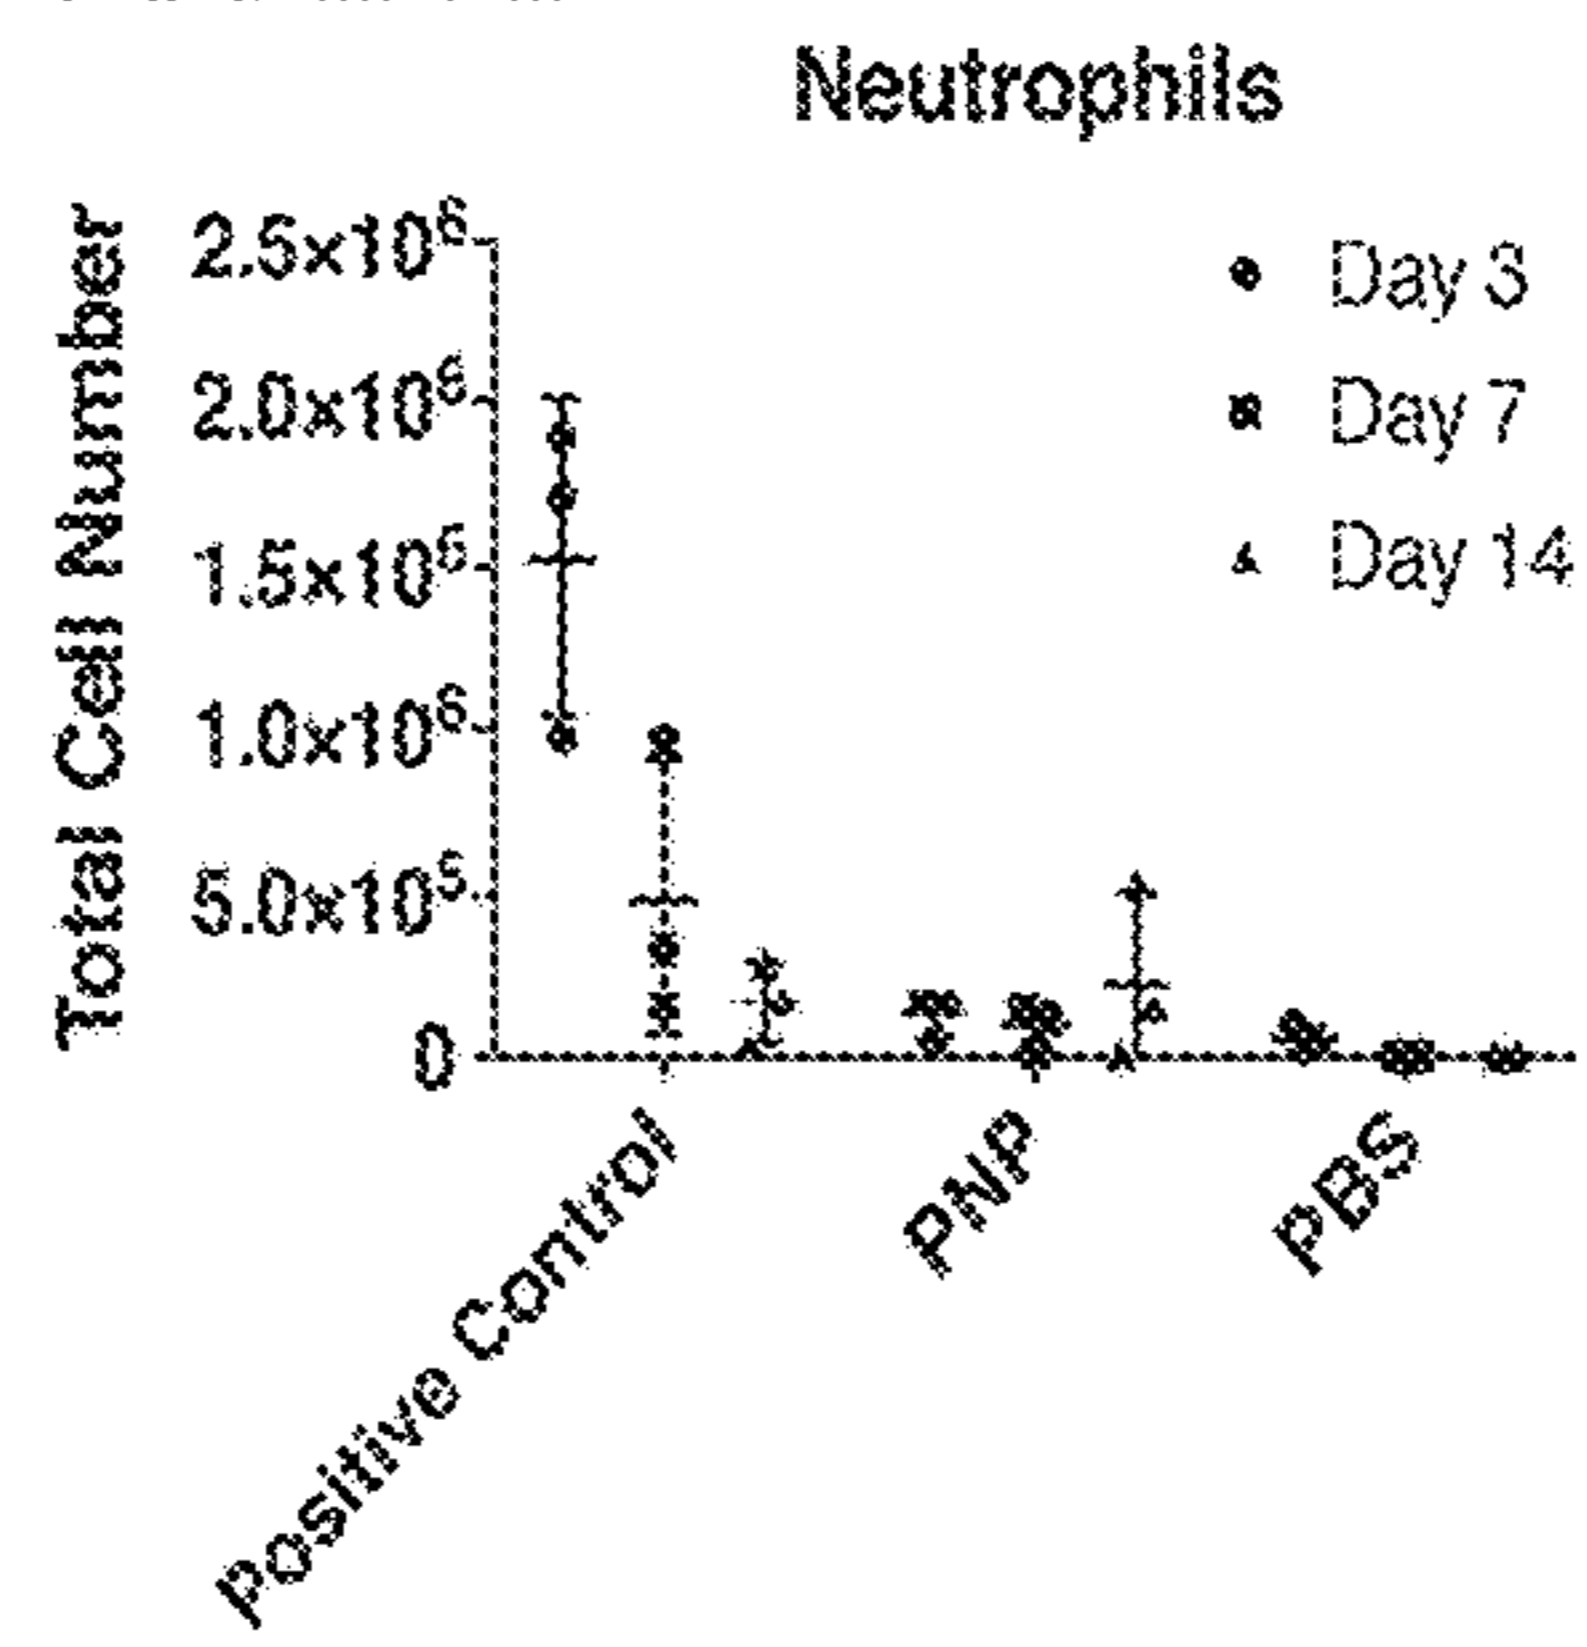 Neutrophils
Total Cell Number
2.5×10⁶
2.0×10⁶
1.5×10⁶
1.0×10⁶
5.0×10⁵
0
Day 3
Day 7
Day 14
Positive Control
PNP
PBS